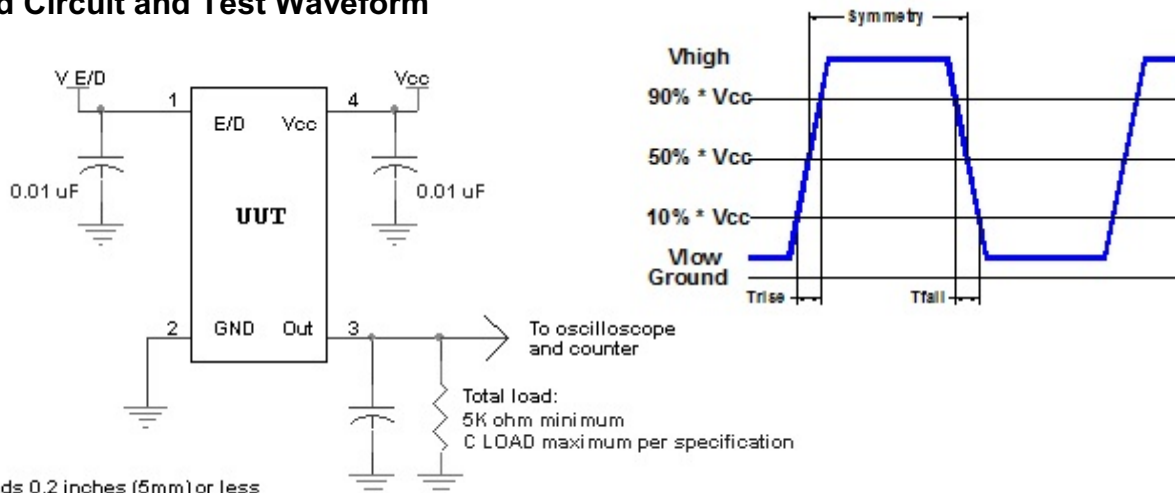 d Circuit and Test Waveform
V E/D
Vcc
1
4
E/D Vcc
0.01 uF
0.01 uF
UUT
2
GND Out
3
To oscilloscope
and counter
Total load:
5K ohm minimum
C LOAD maximum per specification
ds 0.2 inches (5mm) or less
Symmetry
Vhigh
90% * Vcc
50% * Vcc
10% * Vcc
Vlow
Ground
Trise
Tfall